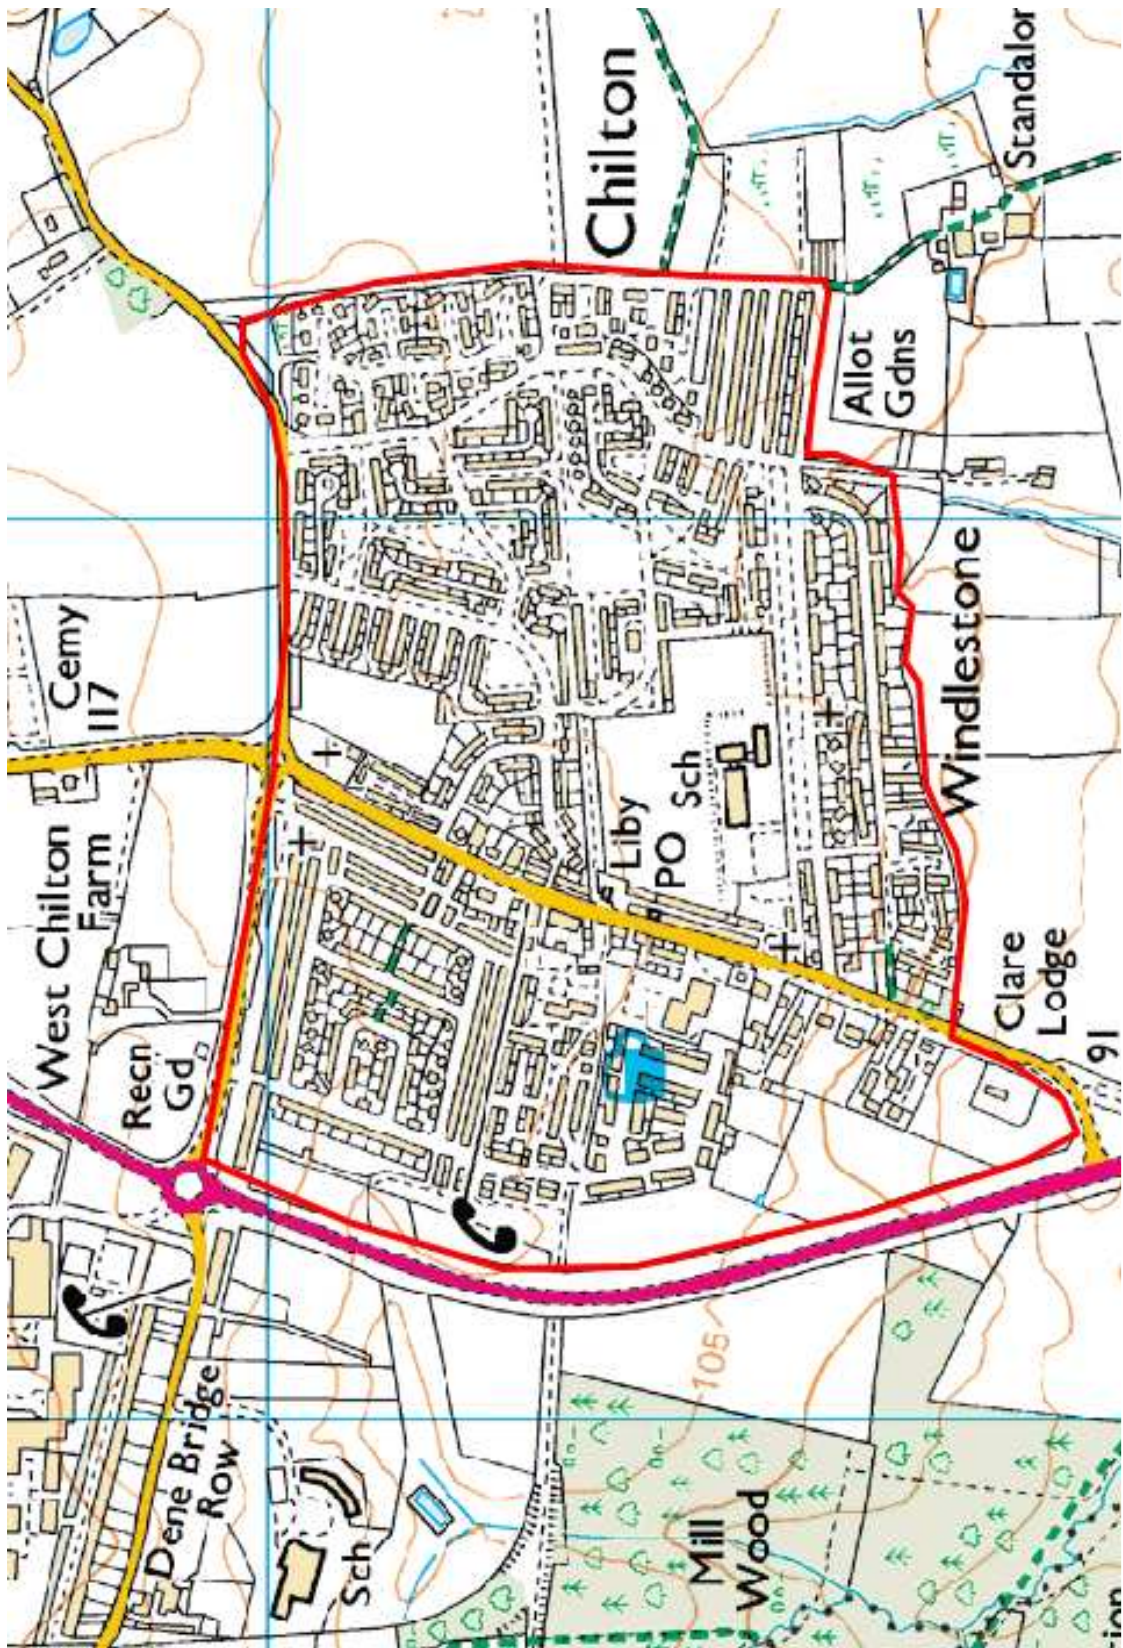 Chilton
Standalon
Allot
Gdns
Windlestone
Cemy
117
West Chilton
Farm
Recn
Gd
Liby
PO
Sch
Clare
Lodge
91
Dene Bridge
Row
Sch
105
Mill
Wood